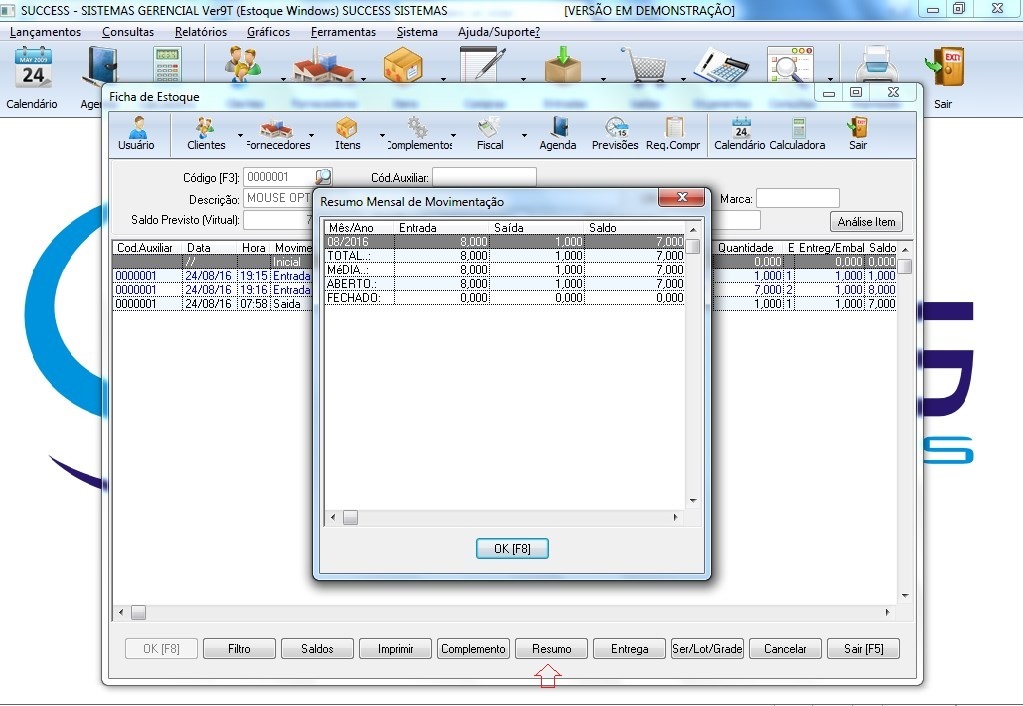 SUCCESS - SISTEMAS GERENCIAL Ver9T (Estoque Windows) SUCCESS SISTEMAS [VERSÃO EM DEMONSTRAÇÃO]
Lançamentos Consultas Relatórios Gráficos Ferramentas Sistema Ajuda/Suporte?
MAY 2009
24
EXIT
Calendário Sair
Ficha de Estoque
Usuário Clientes Fornecedores Itens Complementos Fiscal Agenda Previsões Req.Compr Calendário Calculadora Sair
Código [F3]: 0000001 Cód.Auxiliar:
Descrição: MOUSE OPT Marca:
Saldo Previsto (Virtual): Análise Item
Cod.Auxiliar Data Hora Movime Quantidade E Entreg/Embal Saldo
// Inicial 0,000 0,000 0,000
0000001 24/08/16 19:15 Entrada 1,000 1 1,000 1,000
0000001 24/08/16 19:16 Entrada 7,000 2 7,000 8,000
0000001 24/08/16 07:58 Saida 1,000 1 1,000 7,000
Resumo Mensal de Movimentação
Mês/Ano Entrada Saída Saldo
08/2016 8,000 1,000 7,000
TOTAL..: 8,000 1,000 7,000
MéDIA..: 8,000 1,000 7,000
ABERTO.: 8,000 1,000 7,000
FECHADO: 0,000 0,000 0,000
OK [F8]
OK [F8] Filtro Saldos Imprimir Complemento Resumo Entrega Ser/Lot/Grade Cancelar Sair [F5]